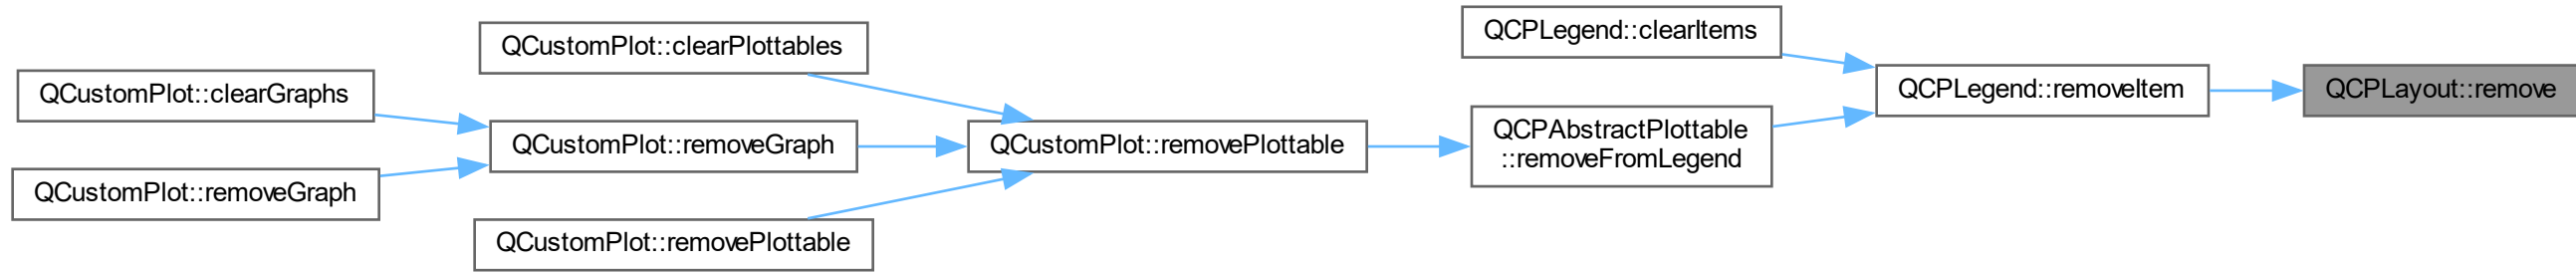 QCustomPlot::clearGraphs
QCustomPlot::removeGraph
QCustomPlot::clearPlottables
QCustomPlot::removeGraph
QCustomPlot::removePlottable
QCustomPlot::removePlottable
QCPLegend::clearItems
QCPAbstractPlottable
::removeFromLegend
QCPLegend::removeItem
QCPLayout::remove